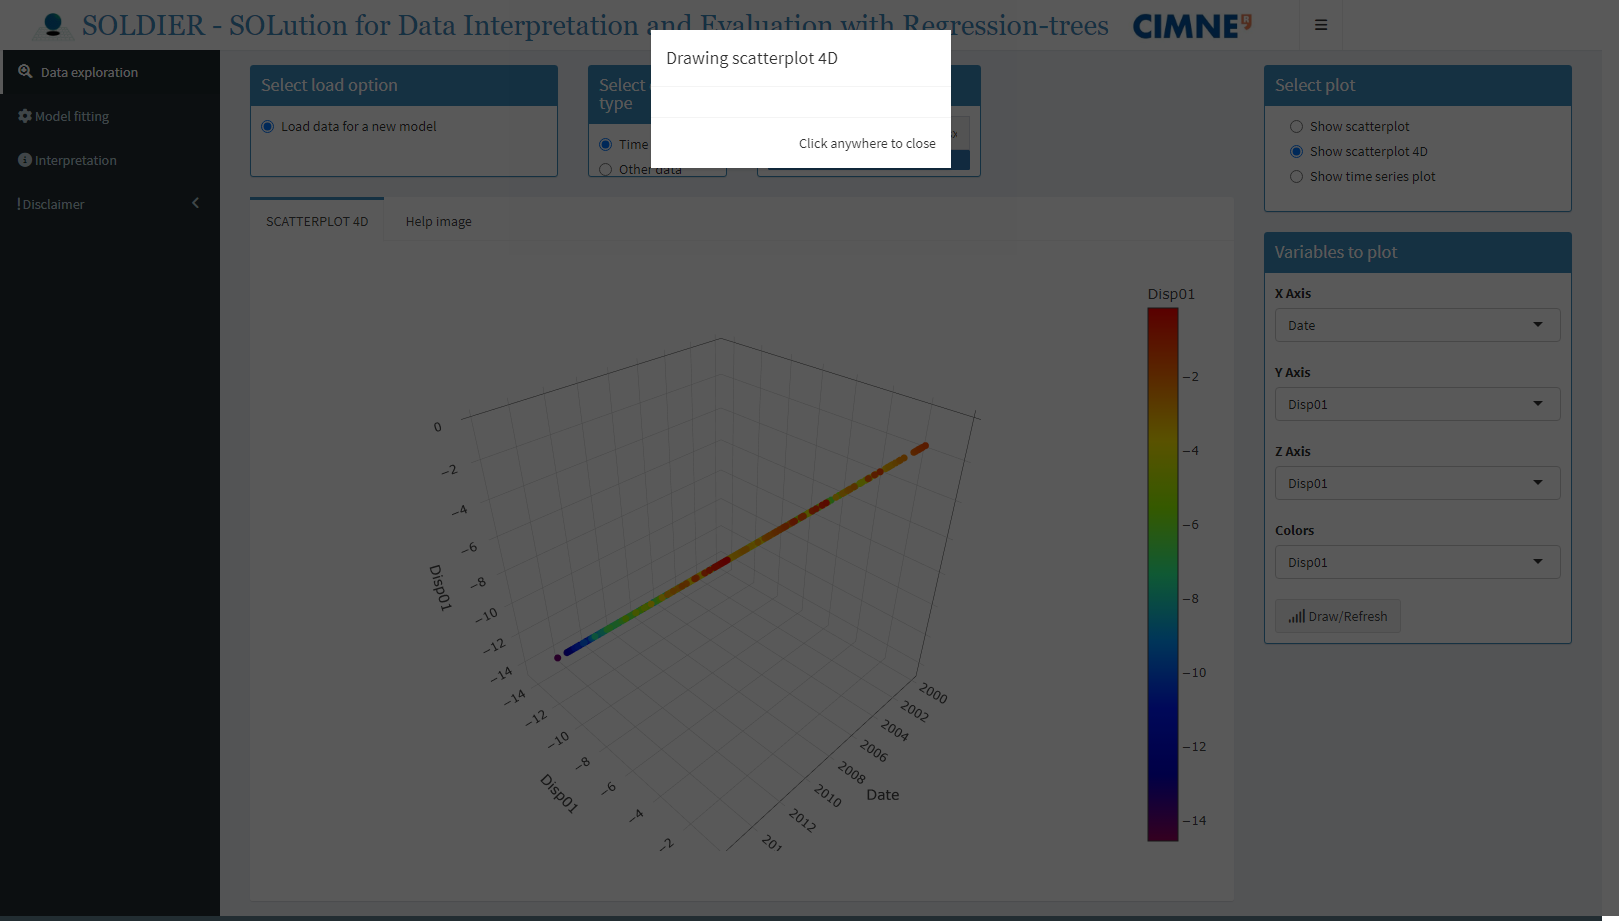 SOLDIER - SOLution for Data Interpretation and Evaluation with Regression-trees
CIMNE
Data exploration
Model fitting
Interpretation
Disclaimer
Select load option
Load data for a new model
Select
type
Time
Other data
Drawing scatterplot 4D
Click anywhere to close
Select plot
Show scatterplot
Show scatterplot 4D
Show time series plot
SCATTERPLOT 4D
Help image
Variables to plot
X Axis
Date
Y Axis
Disp01
Z Axis
Disp01
Colors
Disp01
Draw/Refresh
Disp01
−2
−4
−6
−8
−10
−12
−14
0
−2
−4
−6
−8
−10
−12
−14
Disp01
−14
−12
−10
−8
−6
−4
−2
Disp01
2000
2002
2004
2006
2008
2010
2012
201
Date